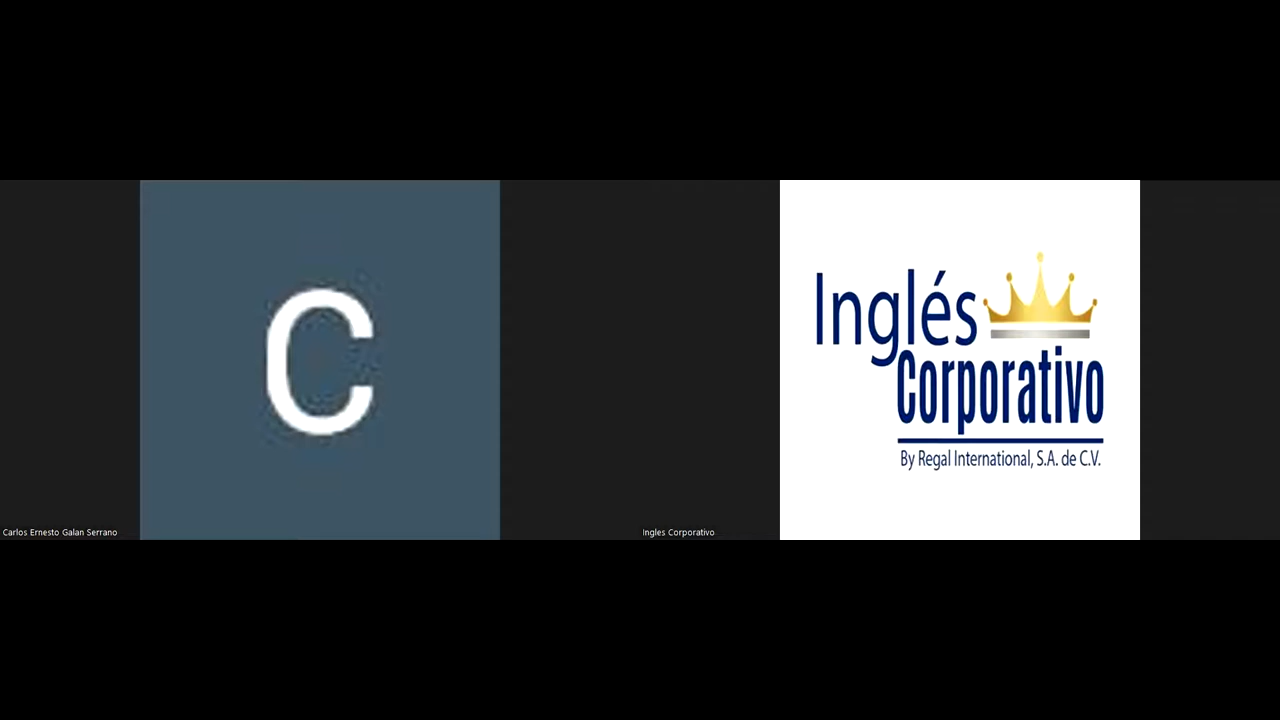 C
Carlos Ernesto Galan Serrano
Inglés
Corporativo
By Regal International, S.A. de C.V.
Ingles Corporativo